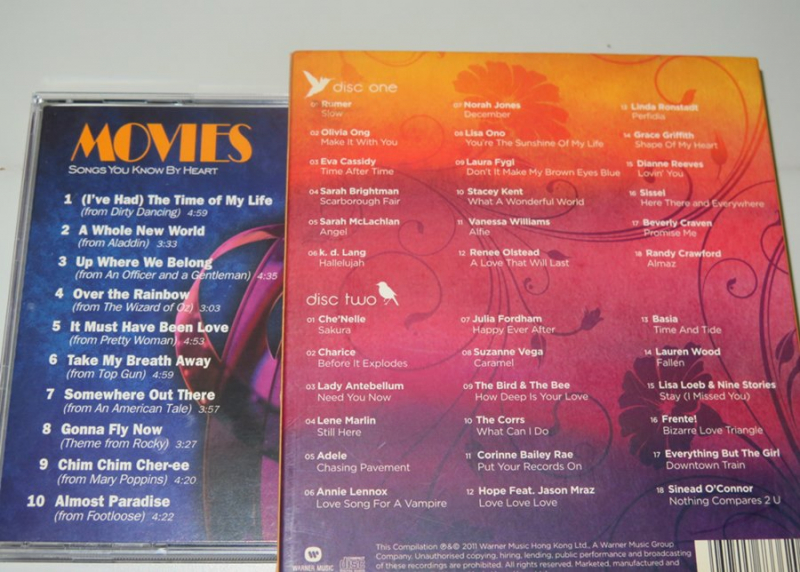 MOVIES
SONGS YOU KNOW BY HEART
1 (I've Had) The Time of My Life
(from Dirty Dancing) 4:59
2 A Whole New World
(from Aladdin) 3:33
3 Up Where We Belong
(from An Officer and a Gentleman) 4:35
4 Over the Rainbow
(from The Wizard of Oz) 3:03
5 It Must Have Been Love
(from Pretty Woman) 4:53
6 Take My Breath Away
(from Top Gun) 4:59
7 Somewhere Out There
(from An American Tale) 3:57
8 Gonna Fly Now
(Theme from Rocky) 3:27
9 Chim Chim Cher-ee
(from Mary Poppins) 4:20
10 Almost Paradise
(from Footloose) 4:22
disc one
01 Rumer
Slow
02 Olivia Ong
Make It With You
03 Eva Cassidy
Time After Time
04 Sarah Brightman
Scarborough Fair
05 Sarah McLachlan
Angel
06 k. d. Lang
Hallelujah
07 Norah Jones
December
08 Lisa Ono
You're The Sunshine Of My Life
09 Laura Fygi
Don't It Make My Brown Eyes Blue
10 Stacey Kent
What A Wonderful World
11 Vanessa Williams
Alfie
12 Renee Olstead
A Love That Will Last
13 Linda Ronstadt
Perfidia
14 Grace Griffith
Shape Of My Heart
15 Dianne Reeves
Lovin' You
16 Sissel
Here There and Everywhere
17 Beverly Craven
Promise Me
18 Randy Crawford
Almaz
disc two
01 Che'Nelle
Sakura
02 Charice
Before It Explodes
03 Lady Antebellum
Need You Now
04 Lene Marlin
Still Here
05 Adele
Chasing Pavement
06 Annie Lennox
Love Song For A Vampire
07 Julia Fordham
Happy Ever After
08 Suzanne Vega
Caramel
09 The Bird & The Bee
How Deep Is Your Love
10 The Corrs
What Can I Do
11 Corinne Bailey Rae
Put Your Records On
12 Hope Feat. Jason Mraz
Love Love Love
13 Basia
Time And Tide
14 Lauren Wood
Fallen
15 Lisa Loeb & Nine Stories
Stay (I Missed You)
16 Frente!
Bizarre Love Triangle
17 Everything But The Girl
Downtown Train
18 Sinead O'Connor
Nothing Compares 2 U
WARNER MUSIC
This Compilation ℗&© 2011 Warner Music Hong Kong Ltd., A Warner Music Group
Company. Unauthorised copying, hiring, lending, public performance and broadcasting
of these recordings are prohibited. All rights reserved. Marketed, manufactured and